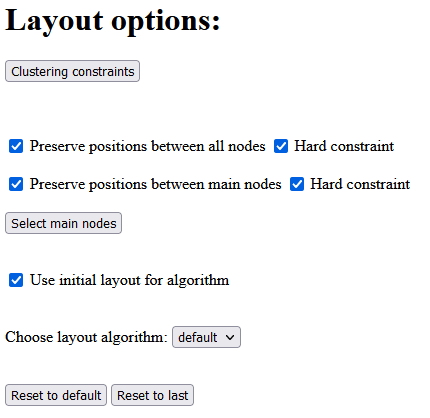 Layout options:
Clustering constraints
Preserve positions between all nodes Hard constraint
Preserve positions between main nodes Hard constraint
Select main nodes
Use initial layout for algorithm
Choose layout algorithm: default
Reset to default Reset to last